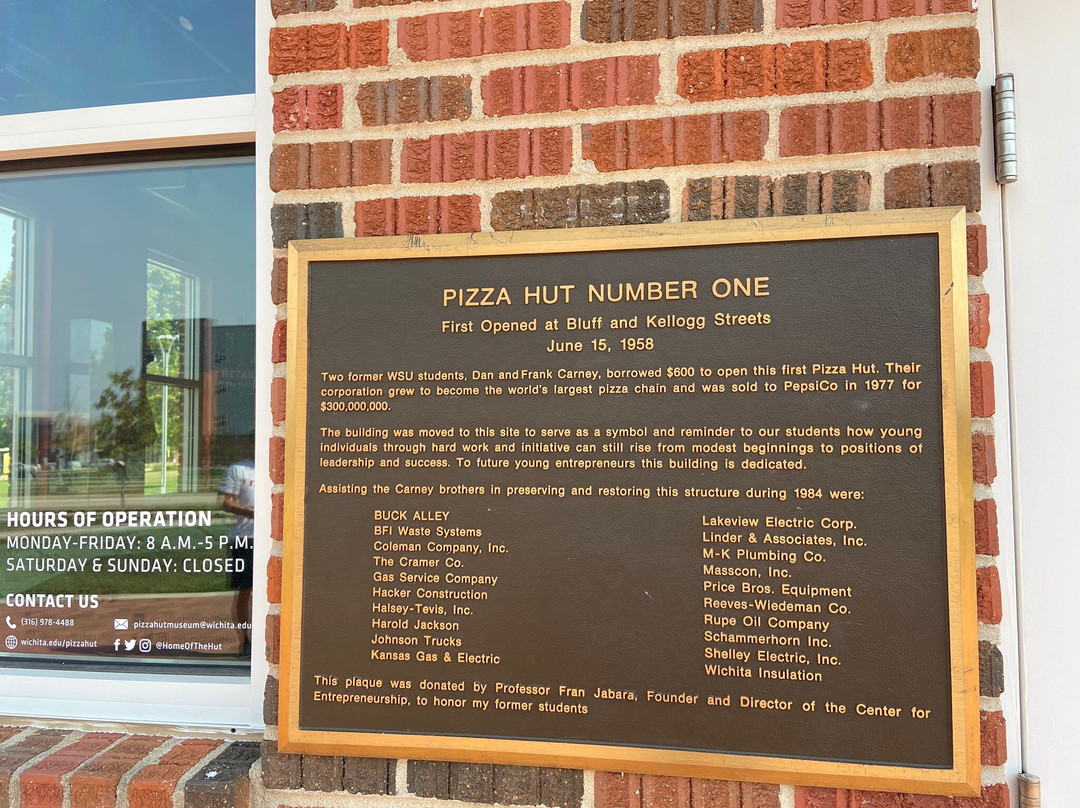 PIZZA HUT NUMBER ONE
First Opened at Bluff and Kellogg Streets
June 15, 1958
Two former WSU students, Dan and Frank Carney, borrowed $600 to open this first Pizza Hut. Their
corporation grew to become the world's largest pizza chain and was sold to PepsiCo in 1977 for
$300,000,000.
The building was moved to this site to serve as a symbol and reminder to our students how young
individuals through hard work and initiative can still rise from modest beginnings to positions of
leadership and success. To future young entrepreneurs this building is dedicated.
Assisting the Carney brothers in preserving and restoring this structure during 1984 were:
BUCK ALLEY
BFI Waste Systems
Coleman Company, Inc.
The Cramer Co.
Gas Service Company
Hacker Construction
Halsey-Tevis, Inc.
Harold Jackson
Johnson Trucks
Kansas Gas & Electric
Lakeview Electric Corp.
Linder & Associates, Inc.
M-K Plumbing Co.
Masscon, Inc.
Price Bros. Equipment
Reeves-Wiedeman Co.
Rupe Oil Company
Schammerhorn Inc.
Shelley Electric, Inc.
Wichita Insulation
This plaque was donated by Professor Fran Jabara, Founder and Director of the Center for
Entrepreneurship, to honor my former students
HOURS OF OPERATION
MONDAY-FRIDAY: 8 A.M.-5 P.M.
SATURDAY & SUNDAY: CLOSED
CONTACT US
(316) 978-4488
pizzahutmuseum@wichita.edu
wichita.edu/pizzahut
@HomeOfTheHut